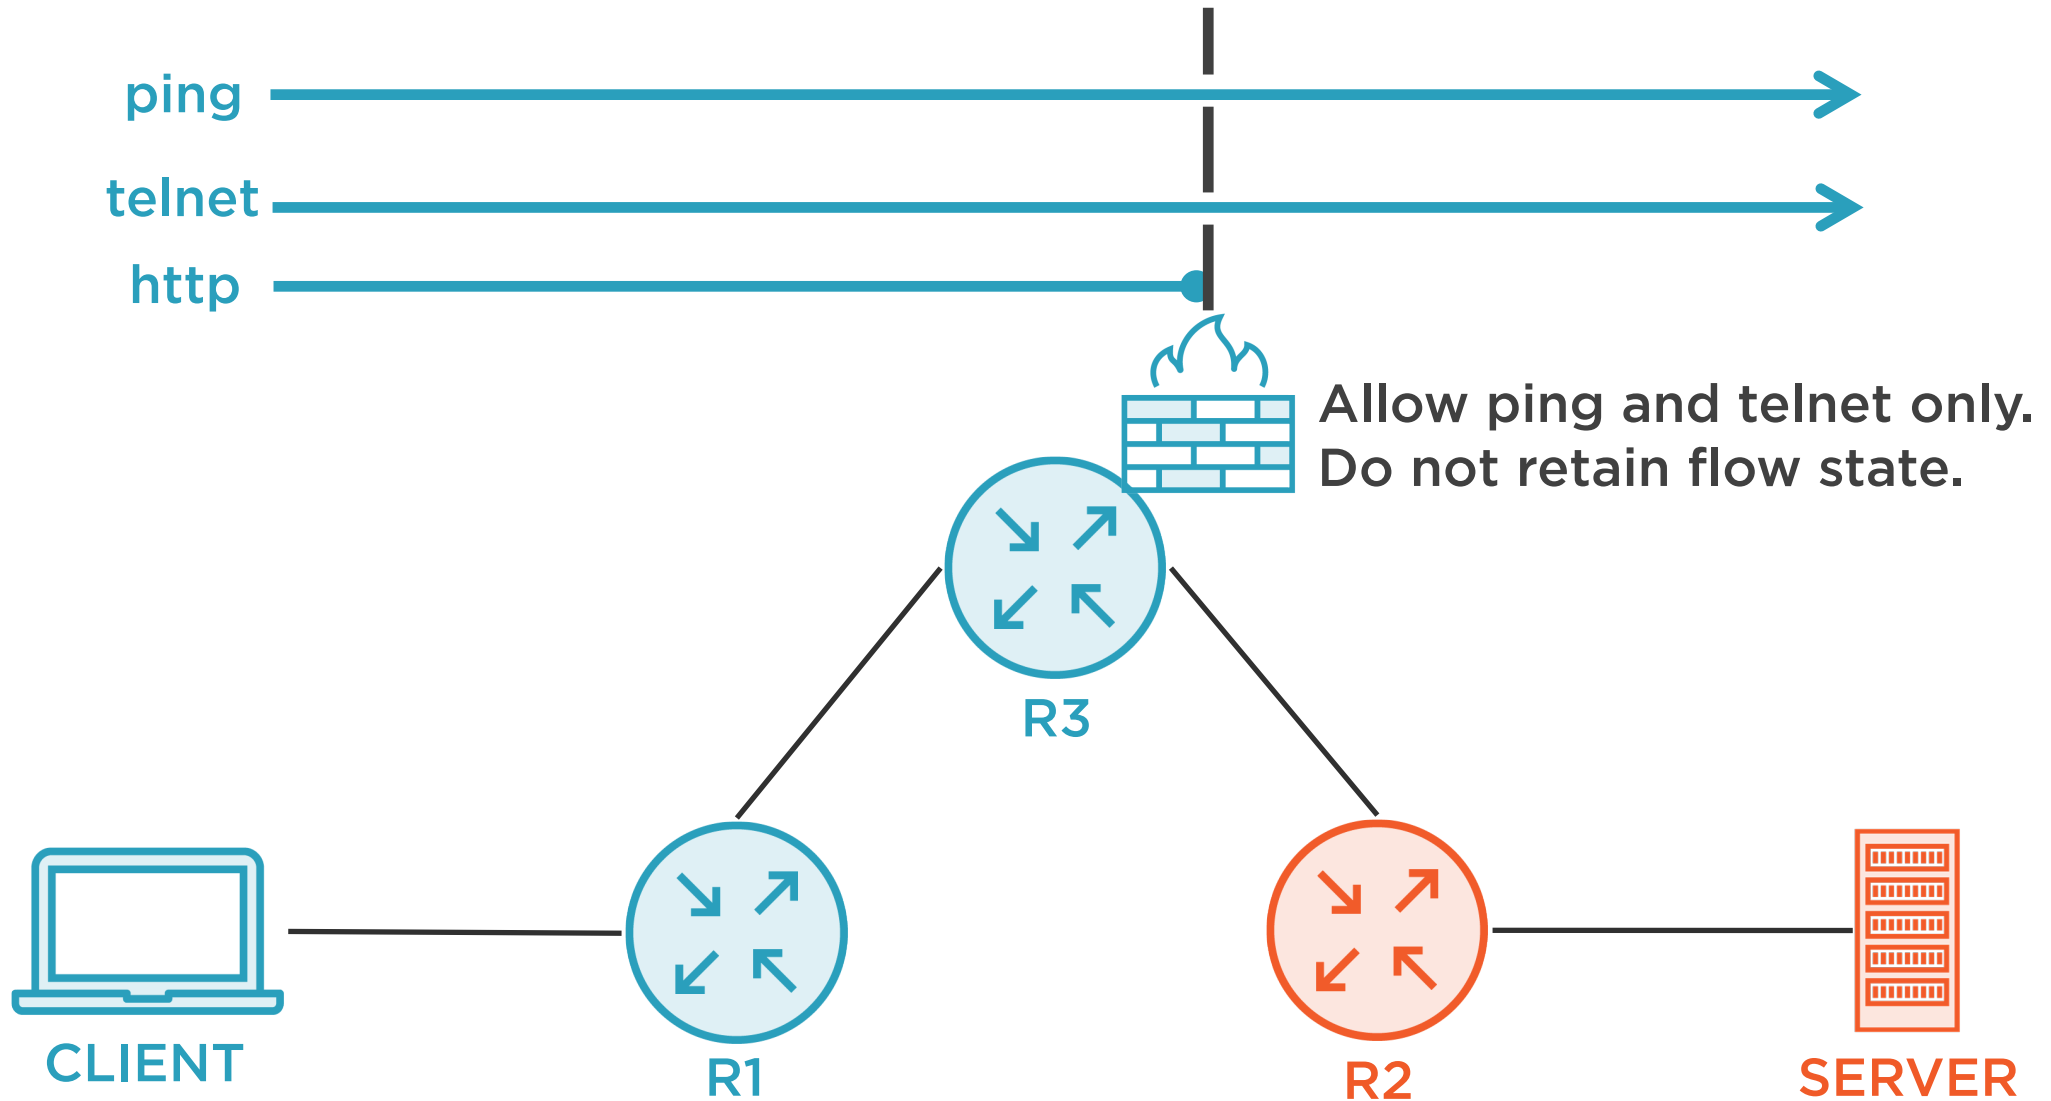 ping
telnet
http
Allow ping and telnet only.
Do not retain flow state.
R3
CLIENT
R1
R2
SERVER